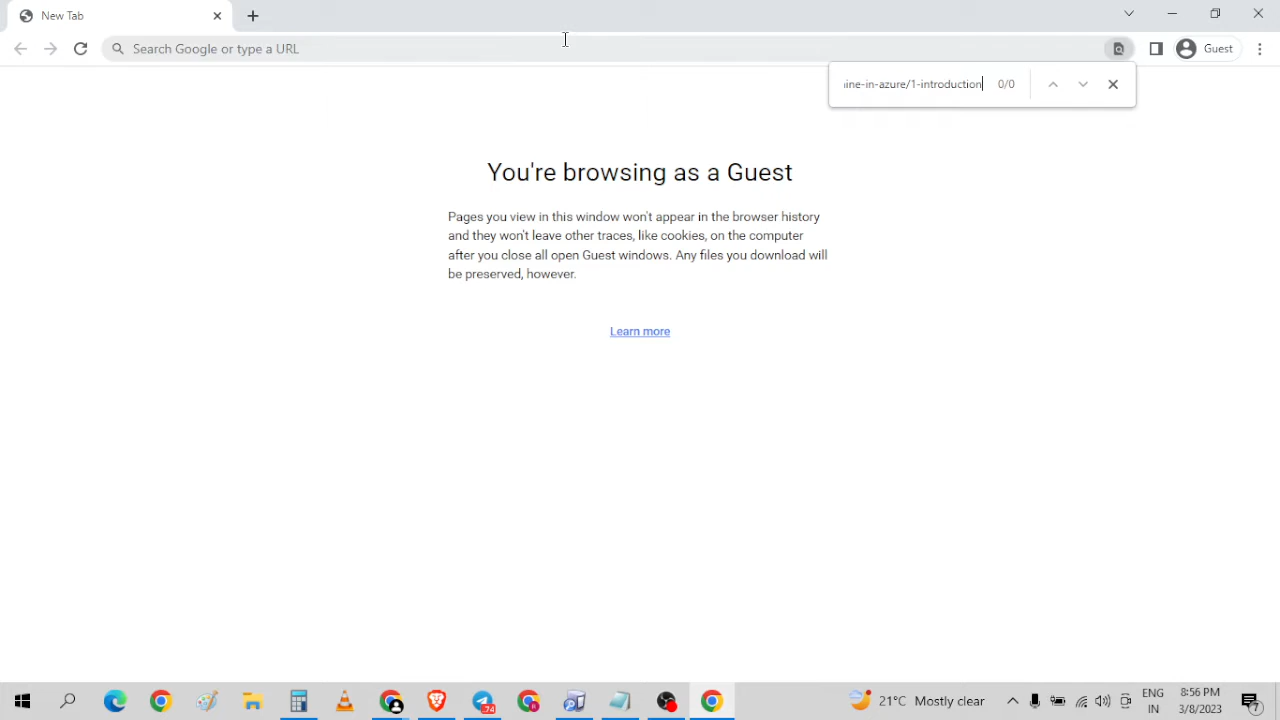 New Tab
Search Google or type a URL
Guest
ine-in-azure/1-introduction 0/0
You're browsing as a Guest
Pages you view in this window won't appear in the browser history
and they won't leave other traces, like cookies, on the computer
after you close all open Guest windows. Any files you download will
be preserved, however.
Learn more
74
21°C Mostly clear
ENG
IN
8:56 PM
3/8/2023
7